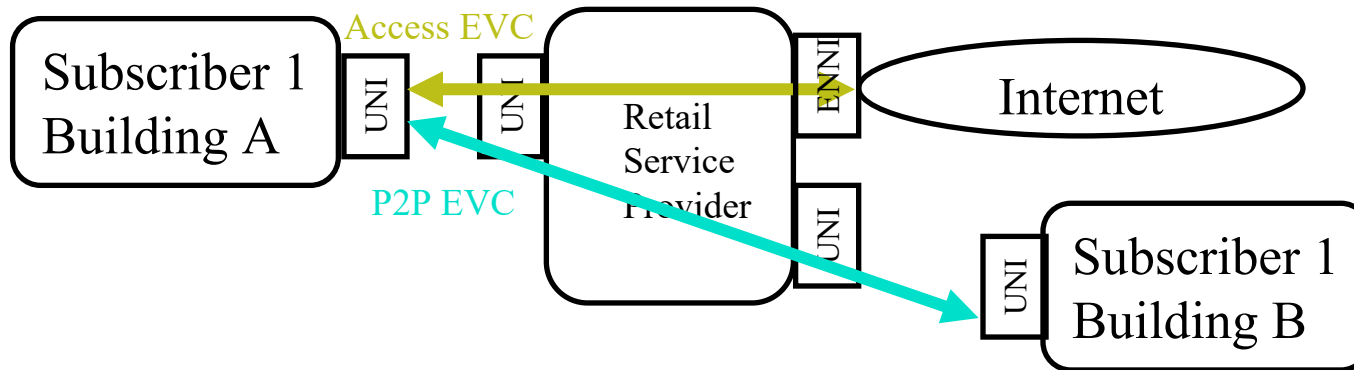 Access EVC
Subscriber 1
Building A
UNI
UNI
Retail
Service
Provider
ENNI
Internet
P2P EVC
UNI
UNI
Subscriber 1
Building B